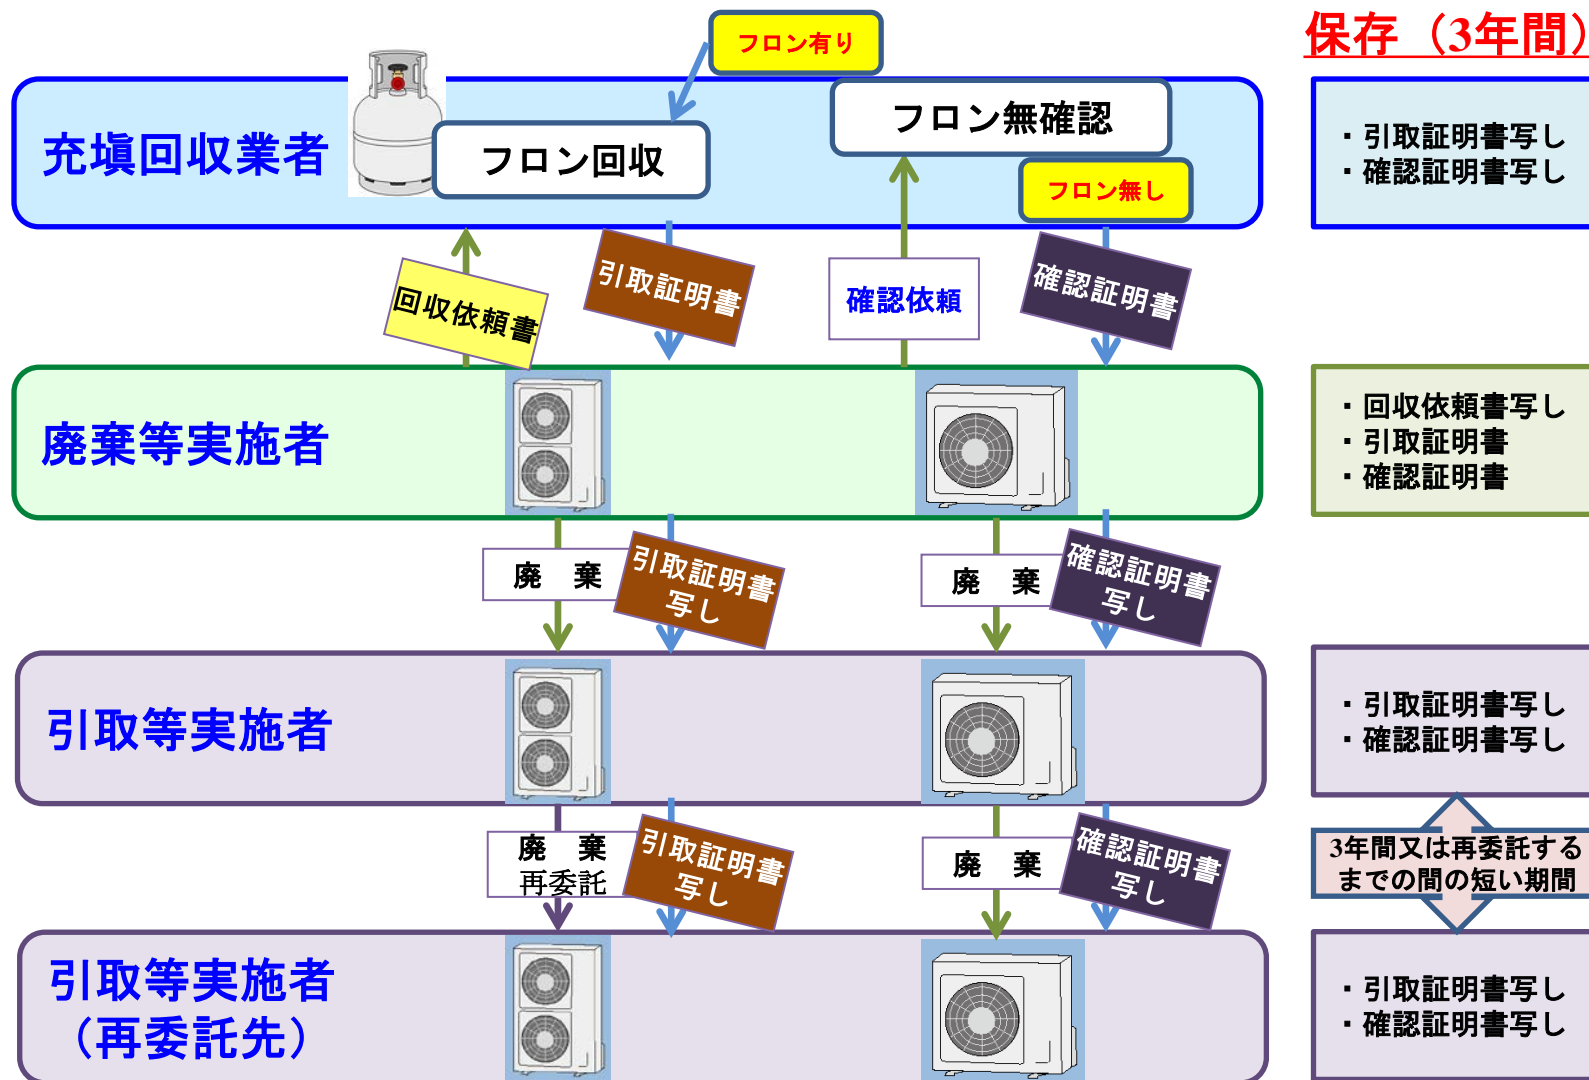 フロン有り
保存（3年間）
充塡回収業者
フロン回収
フロン無確認
フロン無し
・引取証明書写し
・確認証明書写し
回収依頼書
引取証明書
確認依頼
確認証明書
廃棄等実施者
・回収依頼書写し
・引取証明書
・確認証明書
廃　棄
引取証明書
写し
廃　棄
確認証明書
写し
引取等実施者
・引取証明書写し
・確認証明書写し
廃　棄
再委託
引取証明書
写し
廃　棄
確認証明書
写し
3年間又は再委託する
までの間の短い期間
引取等実施者
（再委託先）
・引取証明書写し
・確認証明書写し